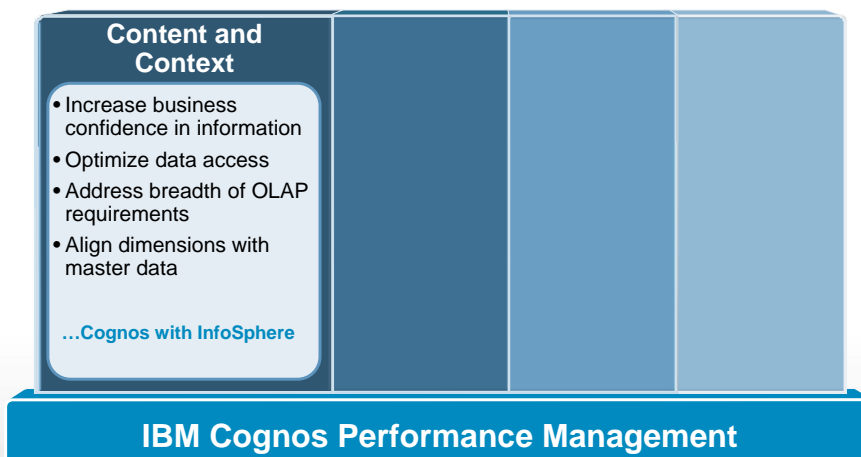 Content and
Context
• Increase business
confidence in information
• Optimize data access
• Address breadth of OLAP
requirements
• Align dimensions with
master data
…Cognos with InfoSphere
IBM Cognos Performance Management